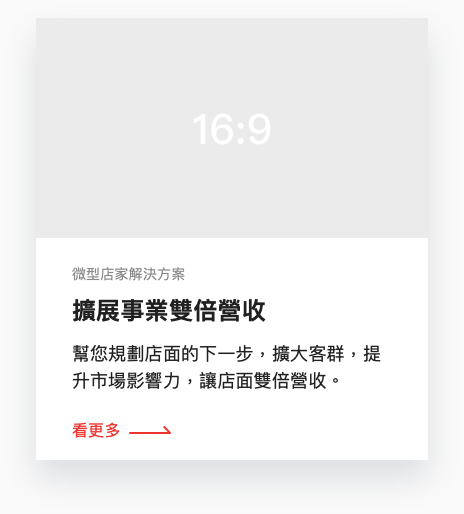 16:9
微型店家解決方案
擴展事業雙倍營收
幫您規劃店面的下一步，擴大客群，提
升市場影響力，讓店面雙倍營收。
看更多